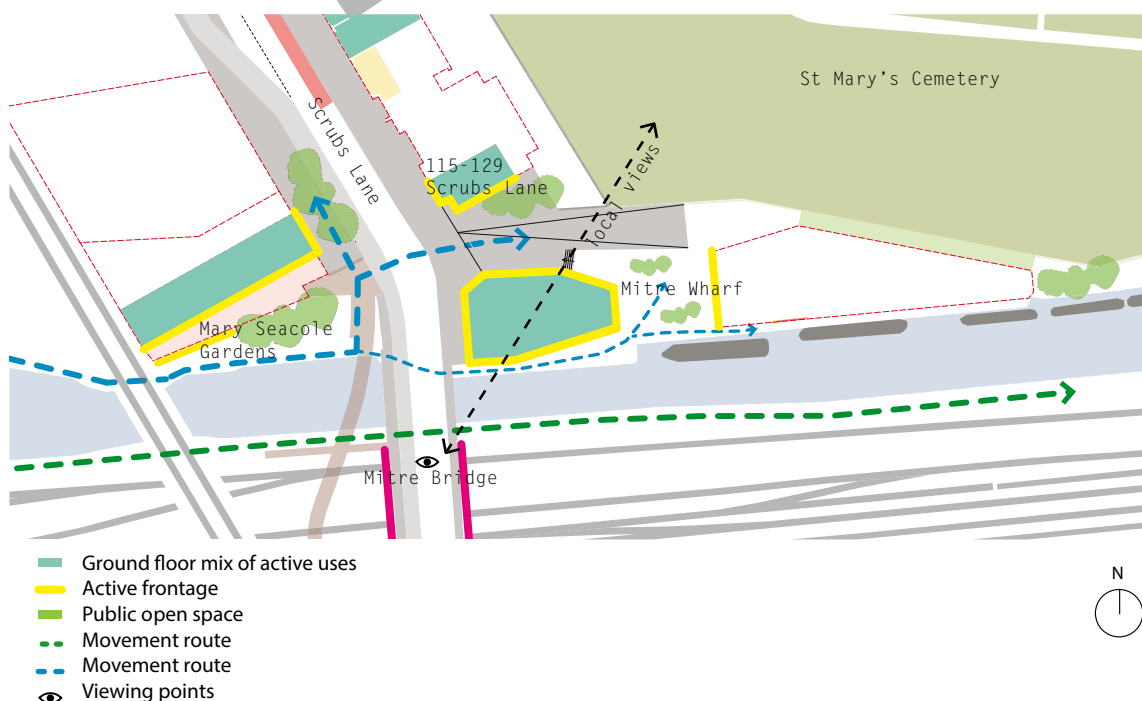 St Mary's Cemetery
Scrubs Lane
local views
115-129
Scrubs Lane
Mitre Wharf
Mary Seacole
Gardens
Mitre Bridge
Ground floor mix of active uses
Active frontage
Public open space
Movement route
Movement route
Viewing points
N